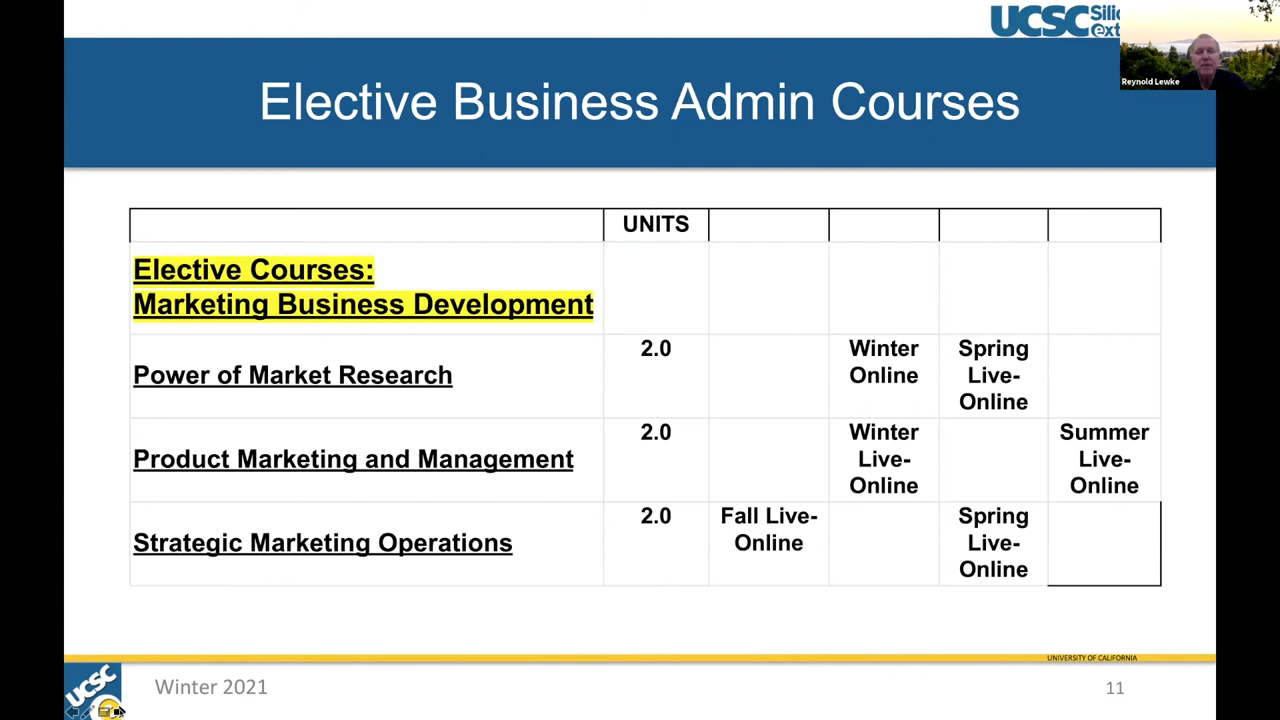 UCSC Sili
ext
Reynold Lewke
Elective Business Admin Courses
UNITS
Elective Courses:
Marketing Business Development
Power of Market Research
2.0
Winter
Online
Spring
Live-
Online
Product Marketing and Management
2.0
Winter
Live-
Online
Summer
Live-
Online
Strategic Marketing Operations
2.0
Fall Live-
Online
Spring
Live-
Online
UNIVERSITY OF CALIFORNIA
UCSC
Winter 2021
11